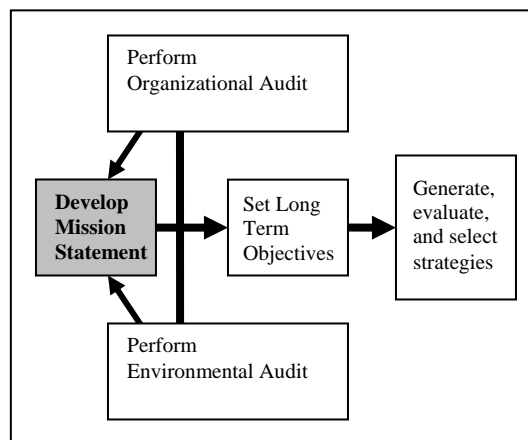 Perform
Organizational Audit
Develop
Mission
Statement
Set Long
Term
Objectives
Generate,
evaluate,
and select
strategies
Perform
Environmental Audit